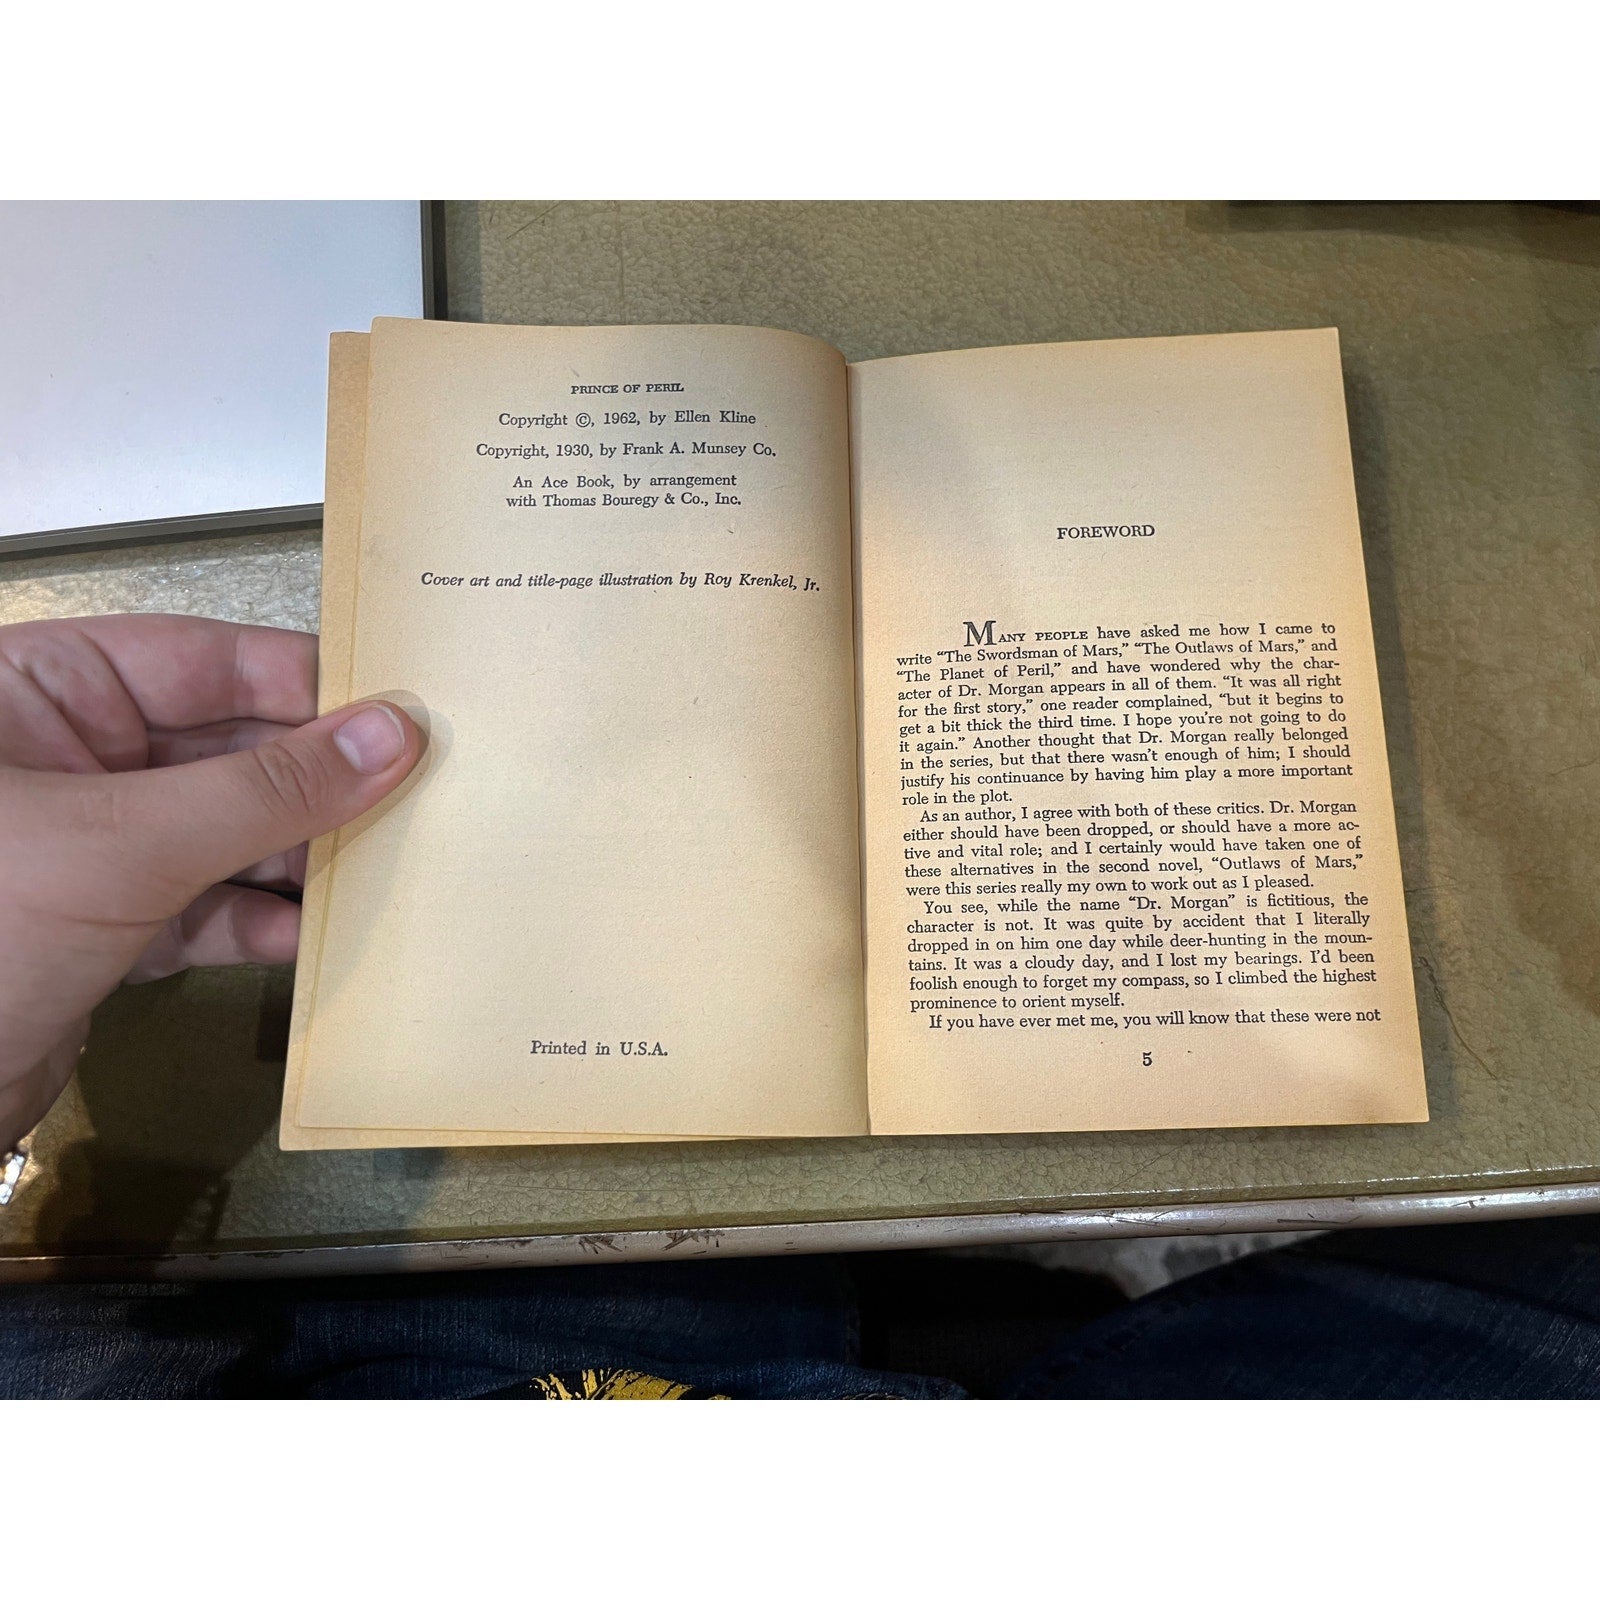 PRINCE OF PERIL
Copyright ©, 1962, by Ellen Kline
Copyright, 1930, by Frank A. Munsey Co.
An Ace Book, by arrangement
with Thomas Bouregy & Co., Inc.
Cover art and title-page illustration by Roy Krenkel, Jr.
Printed in U.S.A.
FOREWORD
MANY PEOPLE have asked me how I came to
write “The Swordsman of Mars,” “The Outlaws of Mars,” and
“The Planet of Peril,” and have wondered why the char-
acter of Dr. Morgan appears in all of them. “It was all right
for the first story,” one reader complained, “but it begins to
get a bit thick the third time. I hope you’re not going to do
it again.” Another thought that Dr. Morgan really belonged
in the series, but that there wasn’t enough of him; I should
justify his continuance by having him play a more important
role in the plot.
As an author, I agree with both of these critics. Dr. Morgan
either should have been dropped, or should have a more ac-
tive and vital role; and I certainly would have taken one of
these alternatives in the second novel, “Outlaws of Mars,”
were this series really my own to work out as I pleased.
You see, while the name “Dr. Morgan” is fictitious, the
character is not. It was quite by accident that I literally
dropped in on him one day while deer-hunting in the moun-
tains. It was a cloudy day, and I lost my bearings. I’d been
foolish enough to forget my compass, so I climbed the highest
prominence to orient myself.
If you have ever met me, you will know that these were not
5